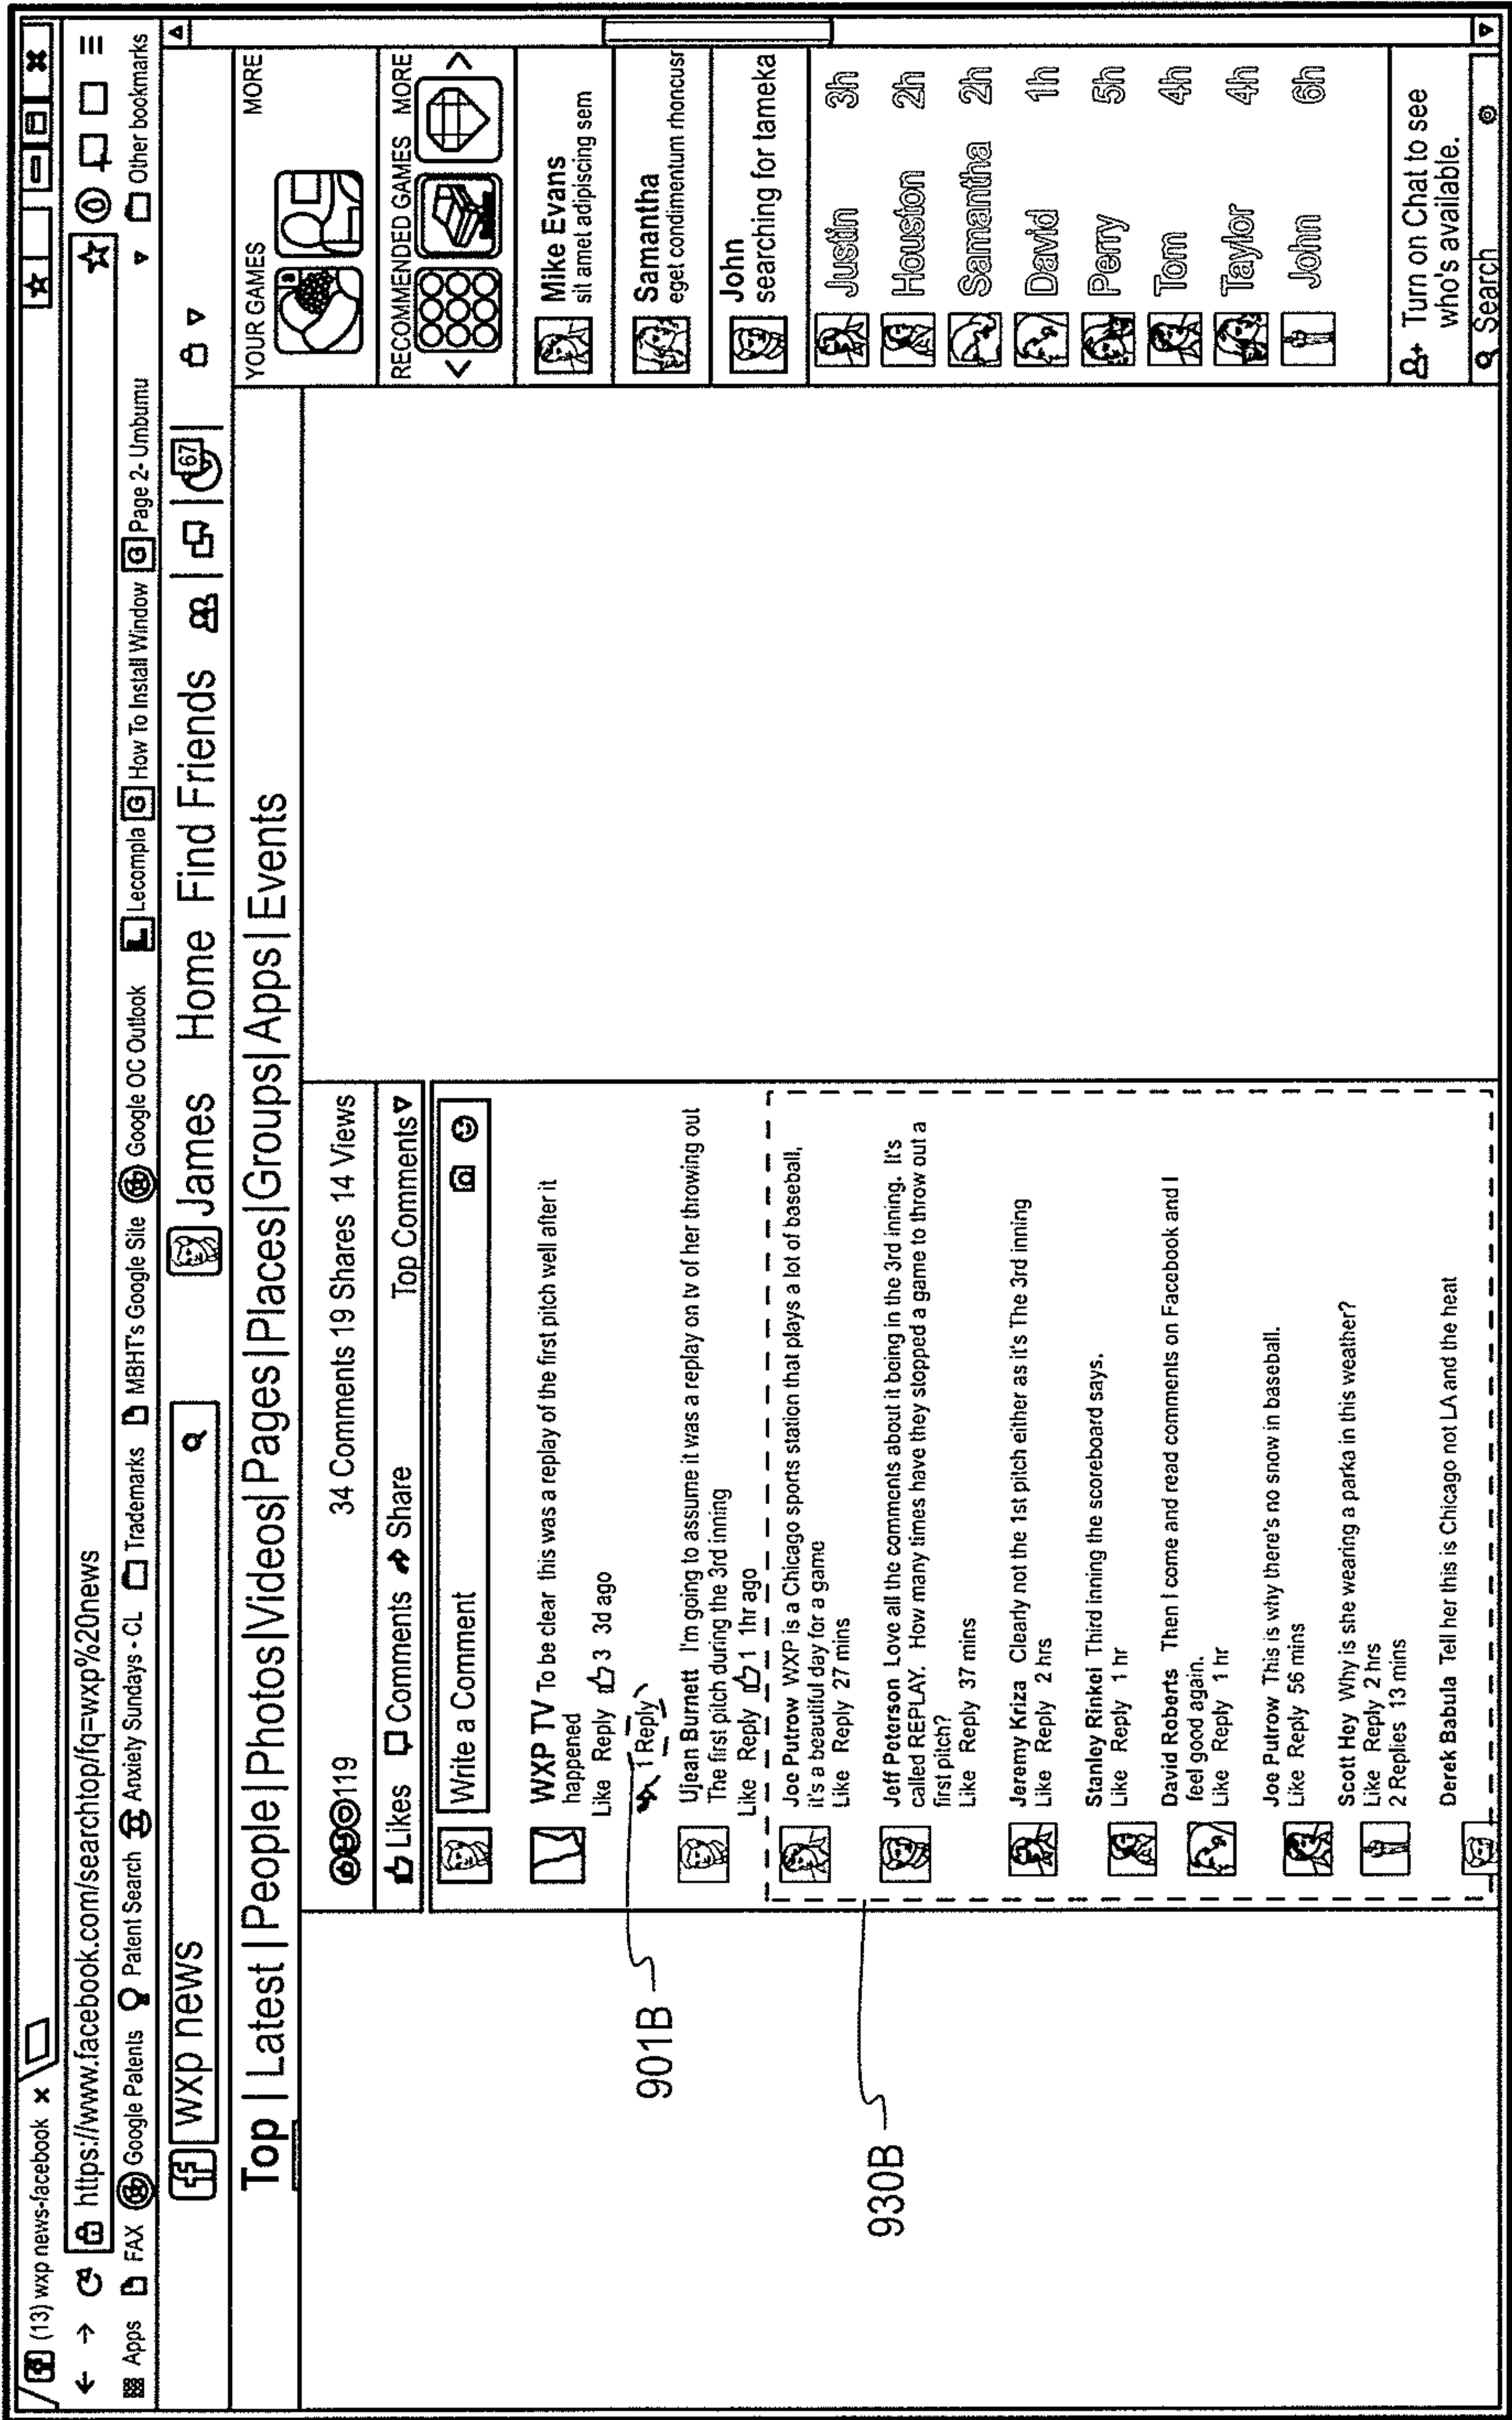 (13) wxp news-facebook
https://www.facebook.com/searchtop/fq=wxp%20news
Apps FAX Google Patents Patent Search Anxiety Sundays - CL Trademarks MBHT's Google Site Google OC Outlook Lecompla G How To Install Window G Page 2- Umbumu Other bookmarks
wxp news
James Home Find Friends 67
Top | Latest | People | Photos | Videos | Pages | Places | Groups | Apps | Events
119
34 Comments 19 Shares 14 Views
Likes Comments Share Top Comments
Write a Comment
WXP TV To be clear this was a replay of the first pitch well after it
happened
Like Reply 3 3d ago
1 Reply
Ujean Burnett I'm going to assume it was a replay on tv of her throwing out
The first pitch during the 3rd inning
Like Reply 1 1hr ago
Joe Putrow WXP is a Chicago sports station that plays a lot of baseball,
it's a beautiful day for a game
Like Reply 27 mins
Jeff Peterson Love all the comments about it being in the 3rd inning. It's
called REPLAY. How many times have they stopped a game to throw out a
first pitch?
Like Reply 37 mins
Jeremy Kriza Clearly not the 1st pitch either as it's The 3rd inning
Like Reply 2 hrs
Stanley Rinkel Third inning the scoreboard says.
Like Reply 1 hr
David Roberts Then I come and read comments on Facebook and I
feel good again.
Like Reply 1 hr
Joe Putrow This is why there's no snow in baseball.
Like Reply 56 mins
Scott Hey Why is she wearing a parka in this weather?
Like Reply 2 hrs
2 Replies 13 mins
Derek Babula Tell her this is Chicago not LA and the heat
901B
930B
YOUR GAMES MORE
RECOMMENDED GAMES MORE
Mike Evans
sit amet adipiscing sem
Samantha
eget condimentum rhoncusr
John
searching for tameka
Justin 3h
Houston 2h
Samantha 2h
David 1h
Perry 5h
Tom 4h
Taylor 4h
John 6h
Turn on Chat to see
who's available.
Search